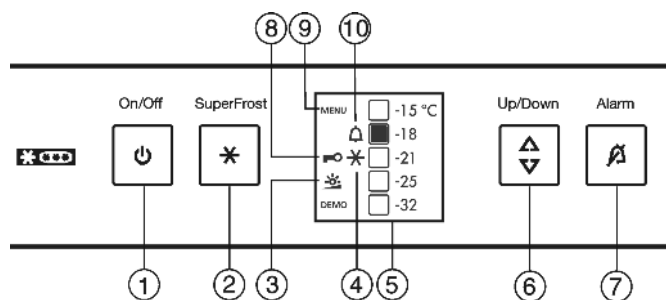 ⑧ ⑨ ⑩
On/Off SuperFrost MENU -15 °C Up/Down Alarm
-18
-21
-25
DEMO -32
① ② ③ ④ ⑤ ⑥ ⑦